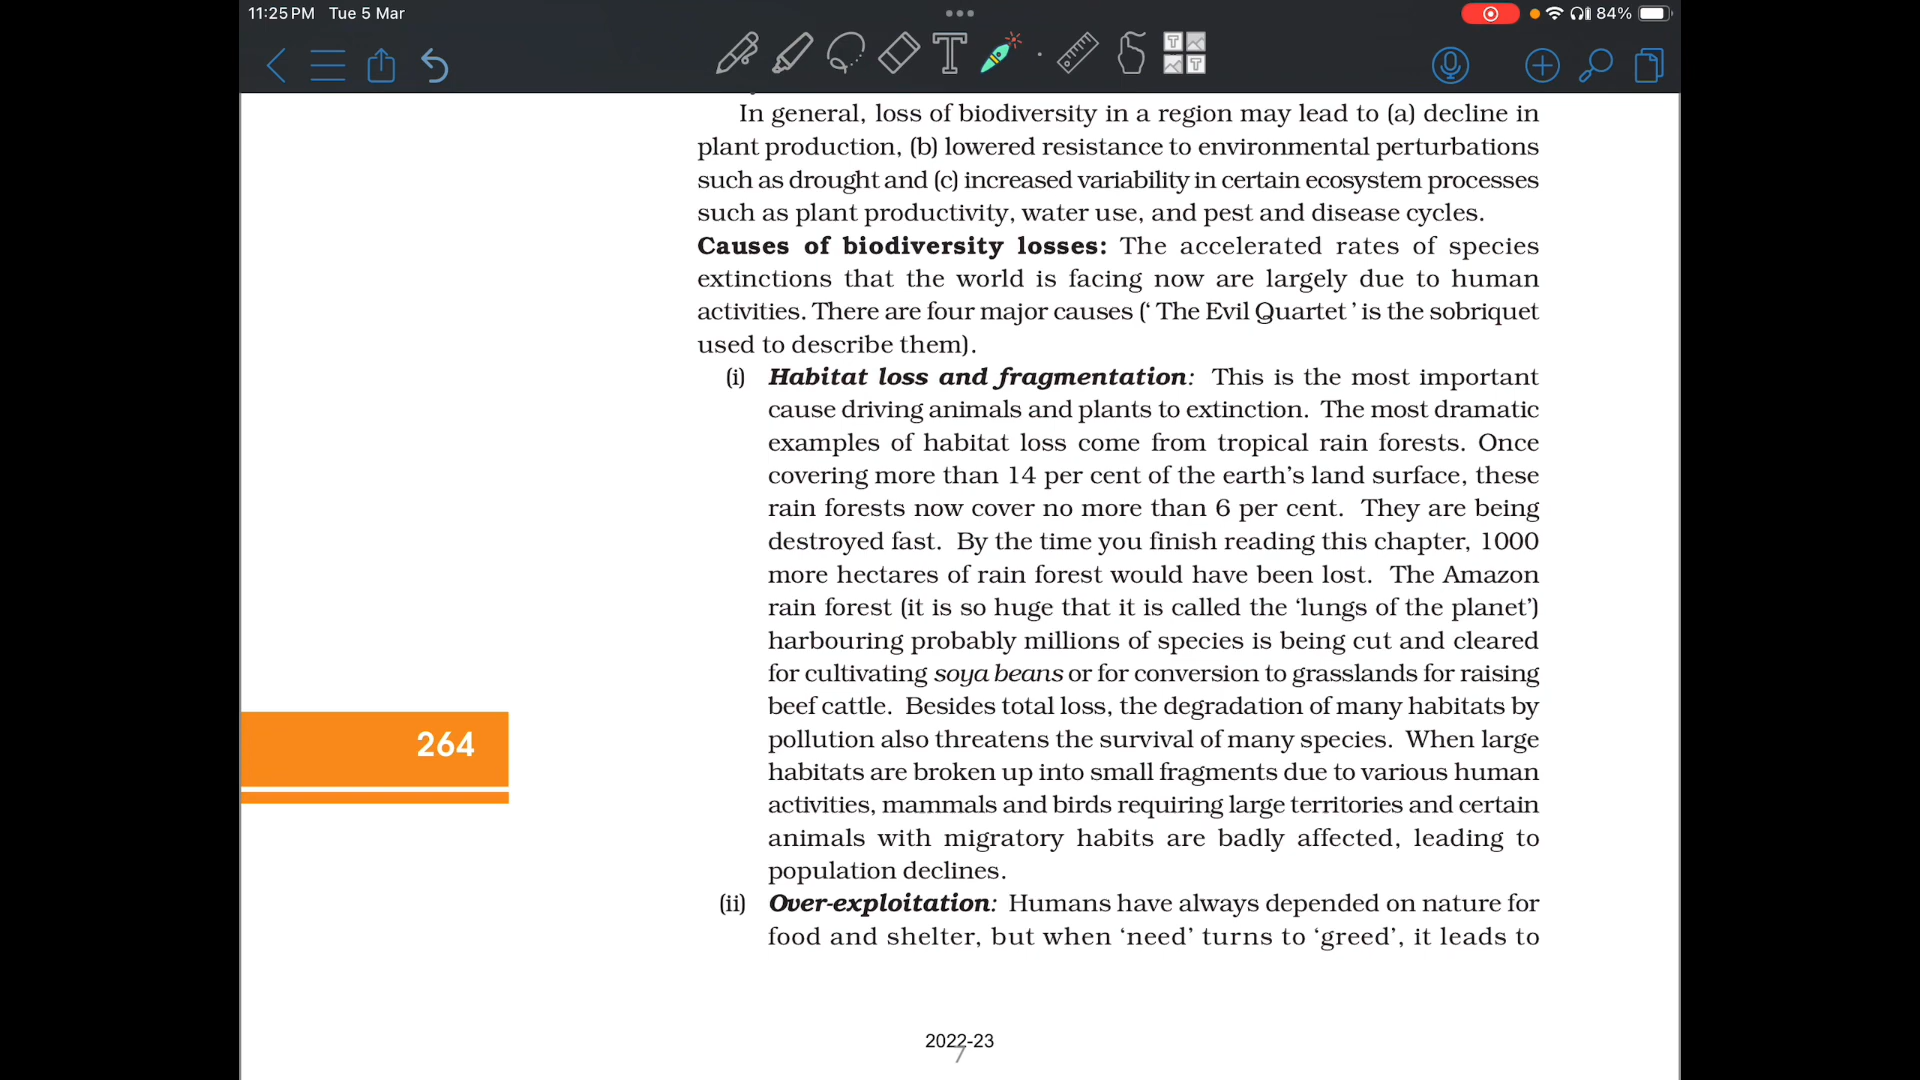 11:25 PM Tue 5 Mar
84%
In general, loss of biodiversity in a region may lead to (a) decline in
plant production, (b) lowered resistance to environmental perturbations
such as drought and (c) increased variability in certain ecosystem processes
such as plant productivity, water use, and pest and disease cycles.
Causes of biodiversity losses: The accelerated rates of species
extinctions that the world is facing now are largely due to human
activities. There are four major causes (‘ The Evil Quartet ’ is the sobriquet
used to describe them).
(i) Habitat loss and fragmentation: This is the most important
cause driving animals and plants to extinction. The most dramatic
examples of habitat loss come from tropical rain forests. Once
covering more than 14 per cent of the earth’s land surface, these
rain forests now cover no more than 6 per cent. They are being
destroyed fast. By the time you finish reading this chapter, 1000
more hectares of rain forest would have been lost. The Amazon
rain forest (it is so huge that it is called the ‘lungs of the planet’)
harbouring probably millions of species is being cut and cleared
for cultivating soya beans or for conversion to grasslands for raising
beef cattle. Besides total loss, the degradation of many habitats by
pollution also threatens the survival of many species. When large
habitats are broken up into small fragments due to various human
activities, mammals and birds requiring large territories and certain
animals with migratory habits are badly affected, leading to
population declines.
264
(ii) Over-exploitation: Humans have always depended on nature for
food and shelter, but when ‘need’ turns to ‘greed’, it leads to
2022-23
7